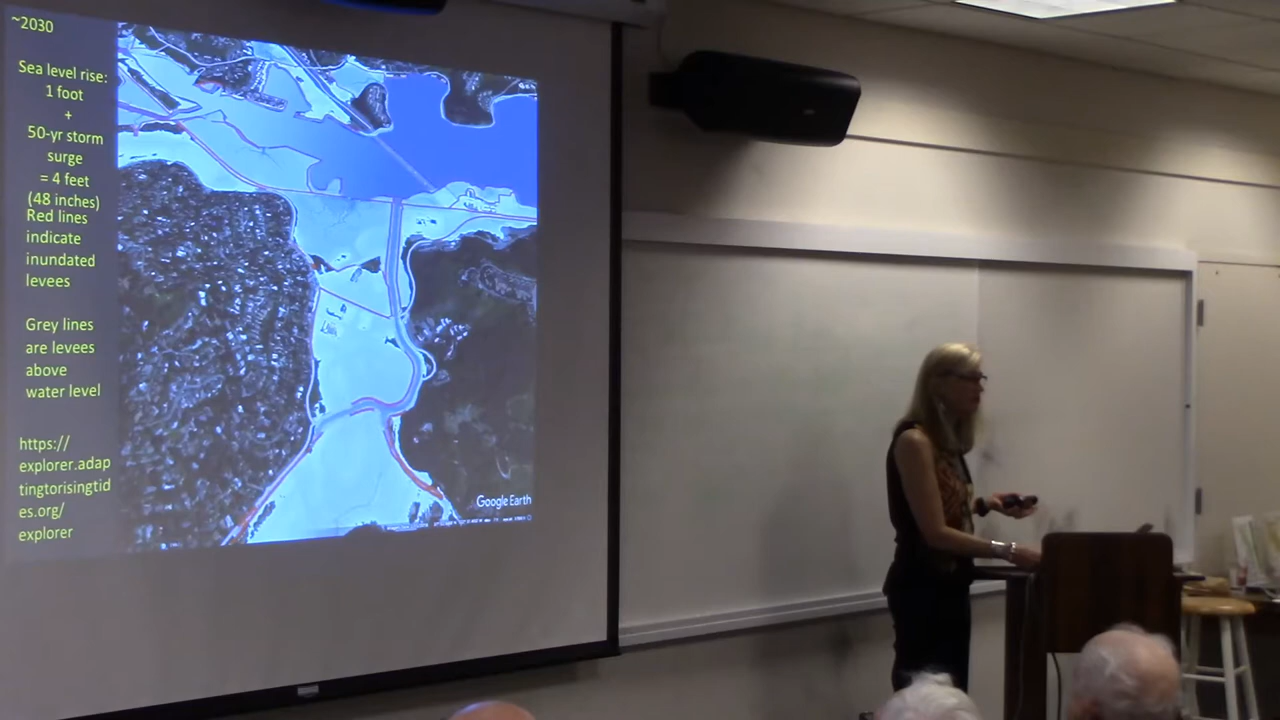 ~2030
Sea level rise:
1 foot
+
50-yr storm
surge
= 4 feet
(48 inches)
Red lines
indicate
inundated
levees
Grey lines
are levees
above
water level
https://
explorer.adap
tingtorisingtid
es.org/
explorer
Google Earth